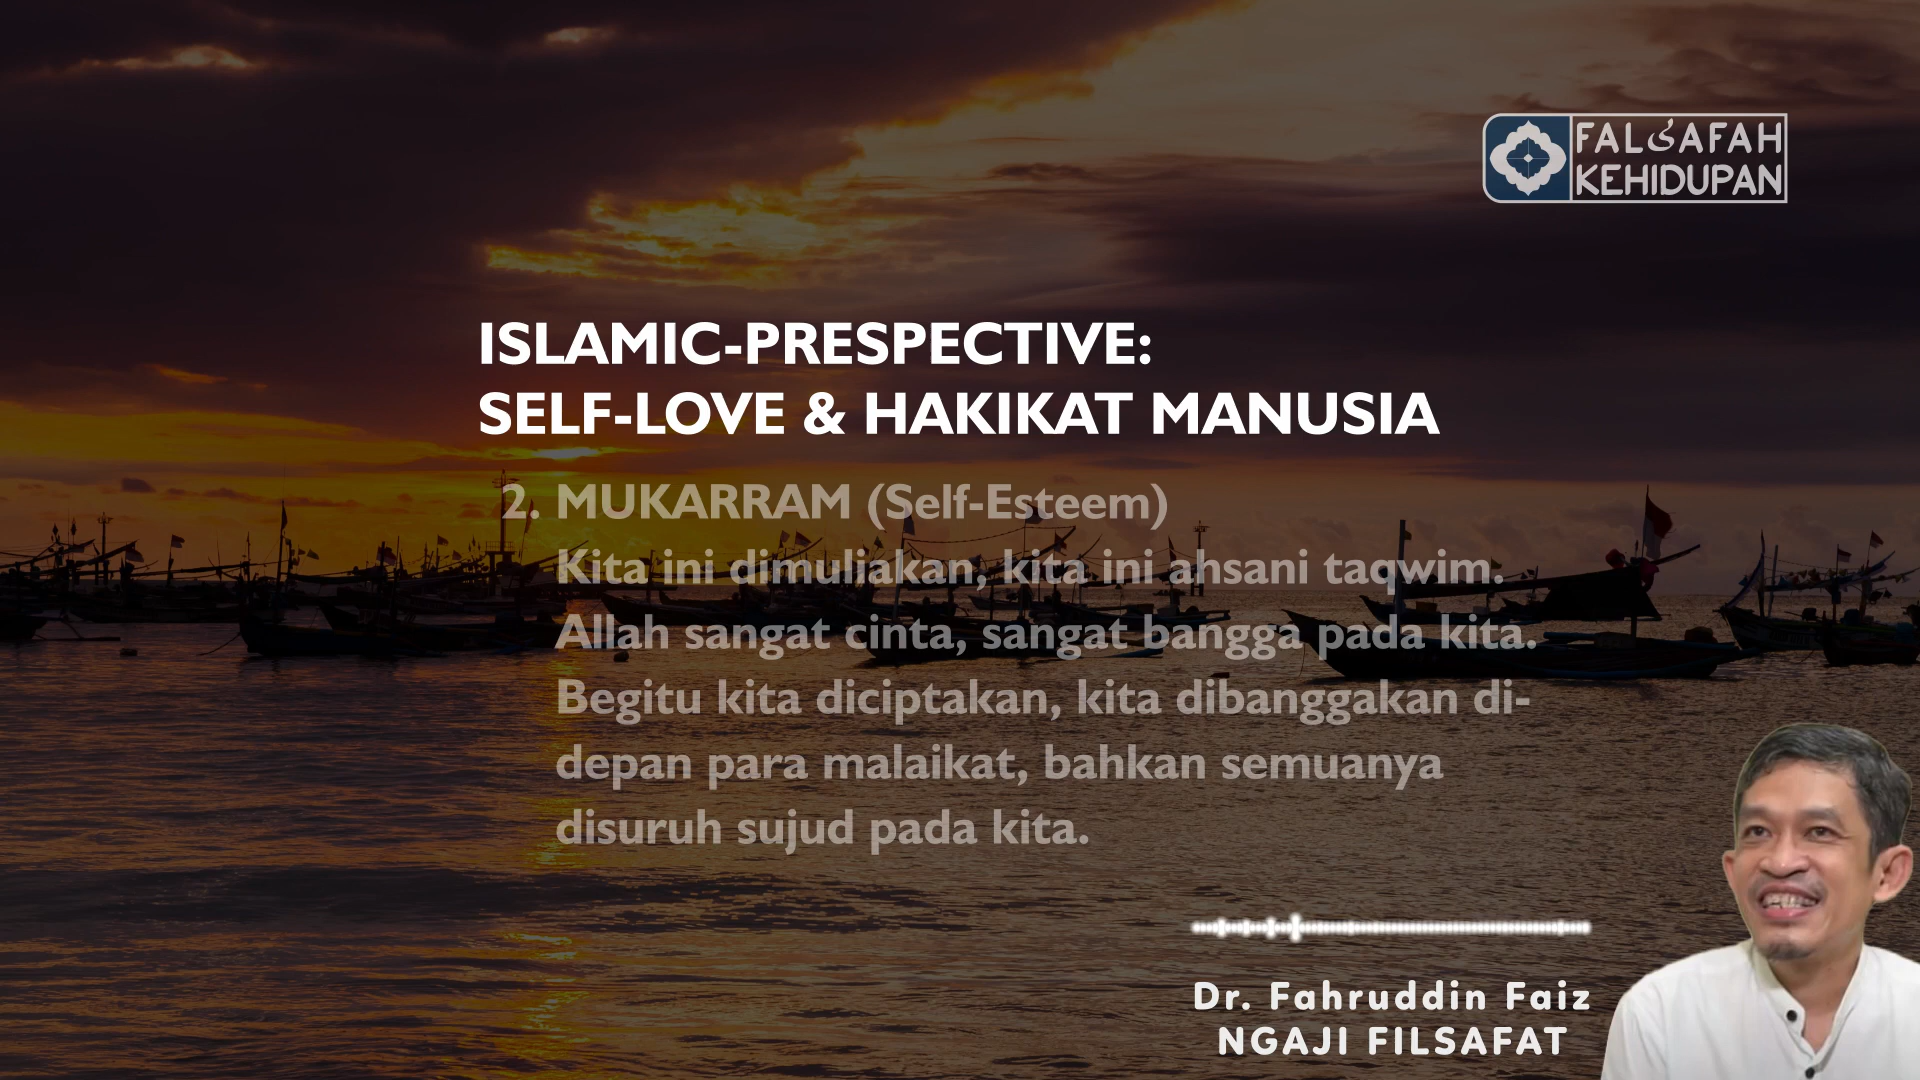 FALSAFAH
KEHIDUPAN
ISLAMIC-PRESPECTIVE:
SELF-LOVE & HAKIKAT MANUSIA
2. MUKARRAM (Self-Esteem)
Kita ini dimuliakan, kita ini ahsani taqwim.
Allah sangat cinta, sangat bangga pada kita.
Begitu kita diciptakan, kita dibanggakan di-
depan para malaikat, bahkan semuanya
disuruh sujud pada kita.
Dr. Fahruddin Faiz
NGAJI FILSAFAT